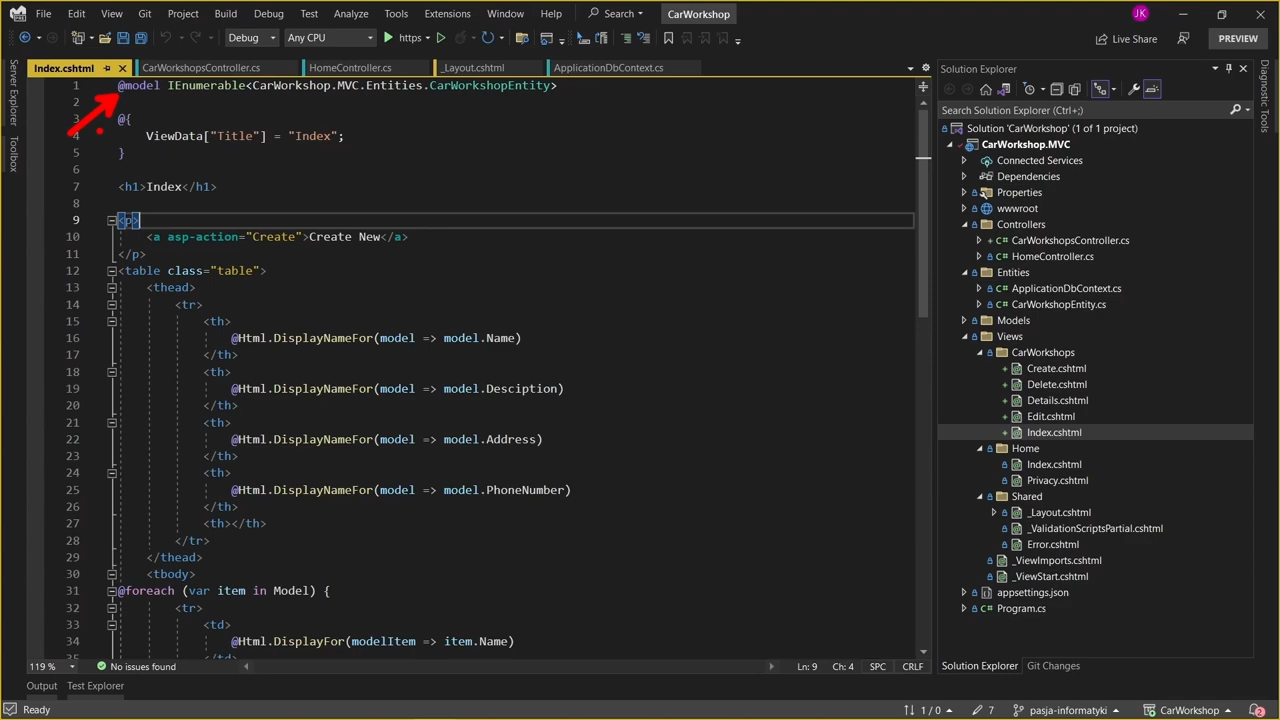 File Edit View Git Project Build Debug Test Analyze Tools Extensions Window Help Search CarWorkshop JK
Debug Any CPU https Live Share PREVIEW
Server Explorer
Toolbox
Index.cshtml CarWorkshopsController.cs HomeController.cs _Layout.cshtml ApplicationDbContext.cs
1 @model IEnumerable<CarWorkshop.MVC.Entities.CarWorkshopEntity>
2
3 @{
4 ViewData["Title"] = "Index";
5 }
6
7 <h1>Index</h1>
8
9 <p>
10 <a asp-action="Create">Create New</a>
11 </p>
12 <table class="table">
13 <thead>
14 <tr>
15 <th>
16 @Html.DisplayNameFor(model => model.Name)
17 </th>
18 <th>
19 @Html.DisplayNameFor(model => model.Desciption)
20 </th>
21 <th>
22 @Html.DisplayNameFor(model => model.Address)
23 </th>
24 <th>
25 @Html.DisplayNameFor(model => model.PhoneNumber)
26 </th>
27 <th></th>
28 </tr>
29 </thead>
30 <tbody>
31 @foreach (var item in Model) {
32 <tr>
33 <td>
34 @Html.DisplayFor(modelItem => item.Name)
119 % No issues found Ln: 9 Ch: 4 SPC CRLF
Solution Explorer
Search Solution Explorer (Ctrl+;)
Solution 'CarWorkshop' (1 of 1 project)
CarWorkshop.MVC
Connected Services
Dependencies
Properties
wwwroot
Controllers
CarWorkshopsController.cs
HomeController.cs
Entities
ApplicationDbContext.cs
CarWorkshopEntity.cs
Models
Views
CarWorkshops
Create.cshtml
Delete.cshtml
Details.cshtml
Edit.cshtml
Index.cshtml
Home
Index.cshtml
Privacy.cshtml
Shared
_Layout.cshtml
_ValidationScriptsPartial.cshtml
Error.cshtml
_ViewImports.cshtml
_ViewStart.cshtml
appsettings.json
Program.cs
Solution Explorer Git Changes
Diagnostic Tools
Output Test Explorer
Ready 1 / 0 7 pasja-informatyki CarWorkshop 2